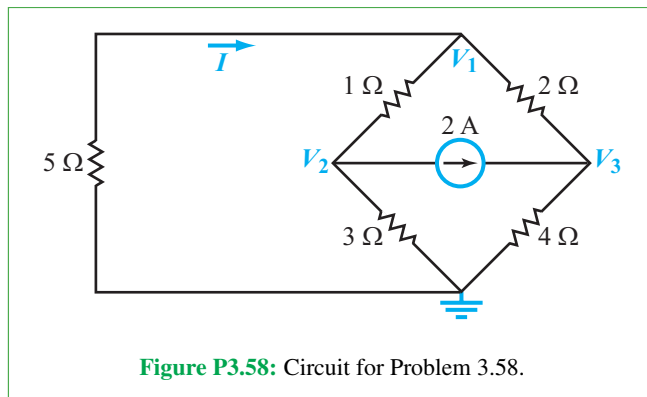 I
V1
1 Ω
2 Ω
2 A
5 Ω
V2
V3
3 Ω
4 Ω
Figure P3.58: Circuit for Problem 3.58.